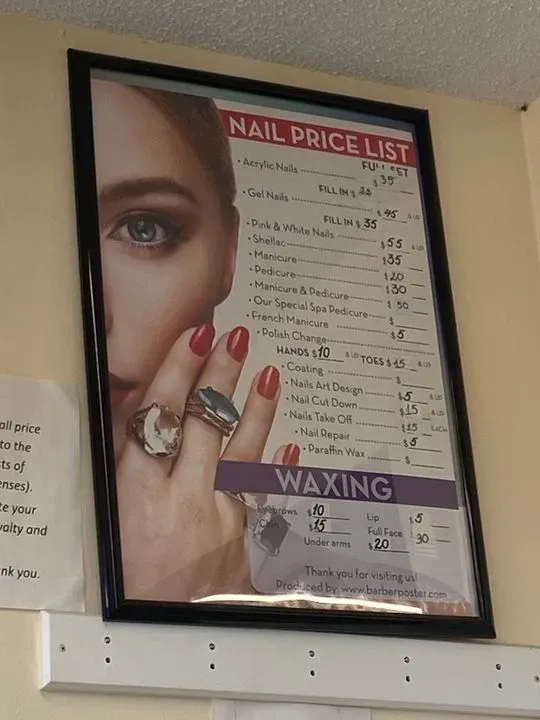 NAIL PRICE LIST
FULL SET
• Acrylic Nails $35
FILL IN $ 22
• Gel Nails $45 & UP
FILL IN $ 35
• Pink & White Nails $55 & UP
• Shellac $35
• Manicure $20
• Pedicure $30
• Manicure & Pedicure $50
• Our Special Spa Pedicure $
• French Manicure $5
• Polish Change
HANDS $10 & UP TOES $15 & UP
• Coating $
• Nails Art Design $5 & UP
• Nail Cut Down $15 & UP
• Nails Take Off $15 EACH
• Nail Repair $5
• Paraffin Wax $
WAXING
Eyebrows $10 Lip $5
Chin $15 Full Face $30
Under arms $20
Thank you for visiting us!
Produced by: www.barberposter.com
all price
to the
ts of
enses).
te your
yalty and
nk you.